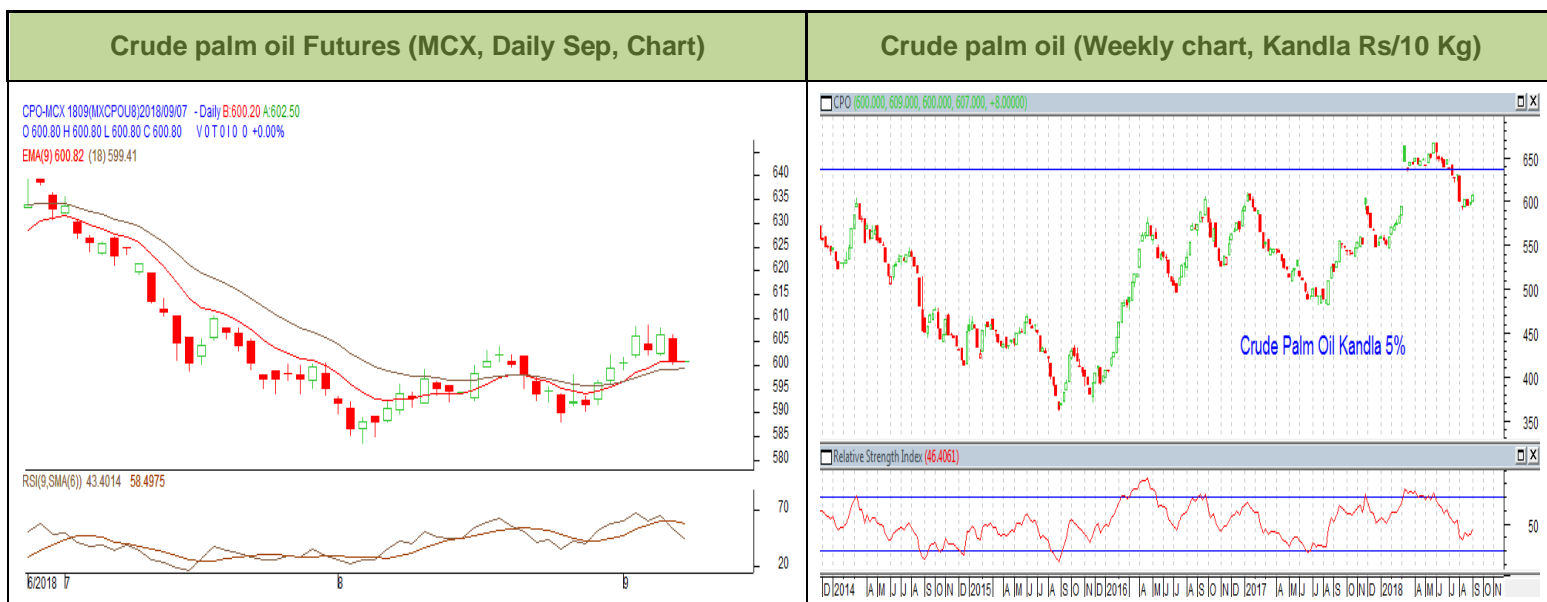 Crude palm oil Futures (MCX, Daily Sep, Chart)
CPO-MCX 1809(MXCPOU8)2018/09/07 - Daily B:600.20 A:602.50
O 600.80 H 600.80 L 600.80 C 600.80 V 0 T 0 I 0 0 +0.00%
EMA(9) 600.82 (18) 599.41
640
635
630
625
620
615
610
605
600
595
590
585
580
RSI(9,SMA(6)) 43.4014 58.4975
70
20
6/2018 7 8 9
Crude palm oil (Weekly chart, Kandla Rs/10 Kg)
CPO (600.000, 609.000, 600.000, 607.000, +8.00000)
650
600
550
500
450
400
350
Crude Palm Oil Kandla 5%
Relative Strength Index (46.4061)
50
D 2014 A M J J A S O N D 2015 A M J J A S O N D 2016 A M J J A S O N D 2017 A M J J A S O N D 2018 A M J J A S O N